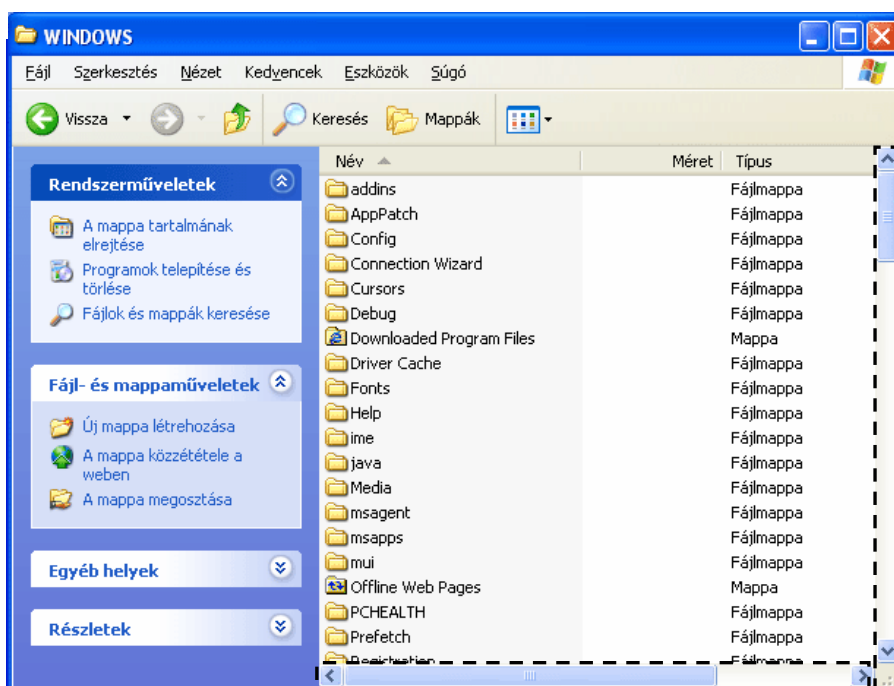 WINDOWS
Fájl Szerkesztés Nézet Kedvencek Eszközök Súgó
Vissza Keresés Mappák
Rendszerműveletek
A mappa tartalmának
elrejtése
Programok telepítése és
törlése
Fájlok és mappák keresése
Fájl- és mappaműveletek
Új mappa létrehozása
A mappa közzététele a
weben
A mappa megosztása
Egyéb helyek
Részletek
Név Méret Típus
addins Fájlmappa
AppPatch Fájlmappa
Config Fájlmappa
Connection Wizard Fájlmappa
Cursors Fájlmappa
Debug Fájlmappa
Downloaded Program Files Mappa
Driver Cache Fájlmappa
Fonts Fájlmappa
Help Fájlmappa
ime Fájlmappa
java Fájlmappa
Media Fájlmappa
msagent Fájlmappa
msapps Fájlmappa
mui Fájlmappa
Offline Web Pages Mappa
PCHEALTH Fájlmappa
Prefetch Fájlmappa
Registration Fájlmappa